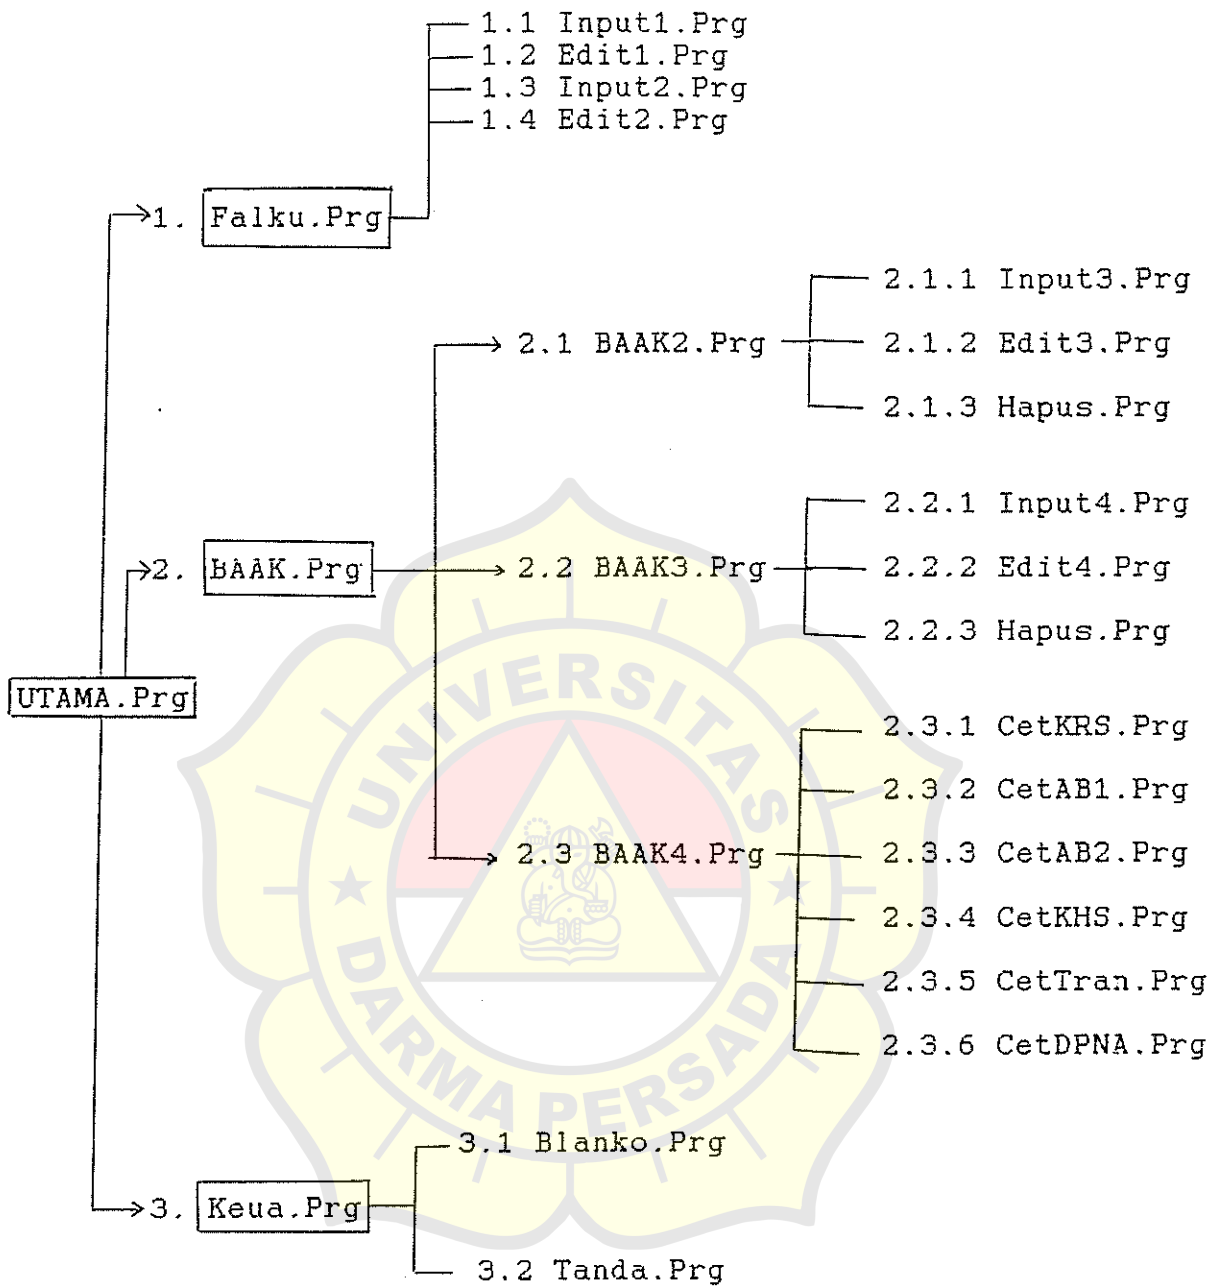 1.1 Input1.Prg
1.2 Edit1.Prg
1.3 Input2.Prg
1.4 Edit2.Prg
1. Falku.Prg
2.1.1 Input3.Prg
2.1 BAAK2.Prg
2.1.2 Edit3.Prg
2.1.3 Hapus.Prg
2.2.1 Input4.Prg
2. BAAK.Prg
2.2 BAAK3.Prg
2.2.2 Edit4.Prg
2.2.3 Hapus.Prg
UTAMA.Prg
2.3.1 CetKRS.Prg
2.3.2 CetAB1.Prg
2.3 BAAK4.Prg
2.3.3 CetAB2.Prg
2.3.4 CetKHS.Prg
2.3.5 CetTran.Prg
2.3.6 CetDPNA.Prg
3.1 Blanko.Prg
3. Keua.Prg
3.2 Tanda.Prg
UNIVERSITAS
DARMA PERSADA